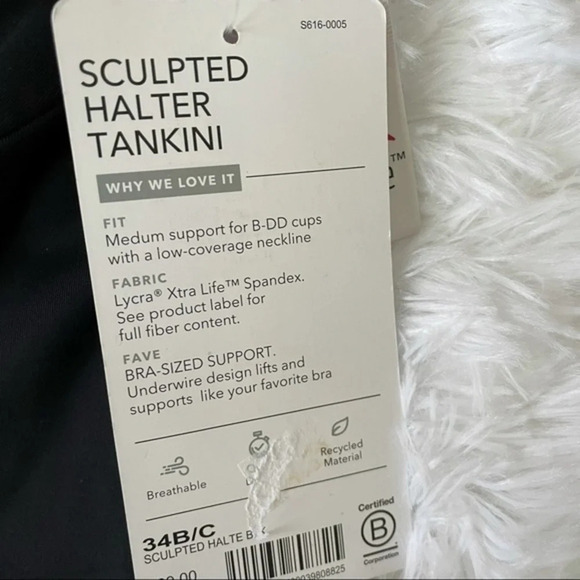 S616-0005
SCULPTED
HALTER
TANKINI
WHY WE LOVE IT
FIT
Medum support for B-DD cups
with a low-coverage neckline
FABRIC
Lycra® Xtra Life™ Spandex.
See product label for
full fiber content.
FAVE
BRA-SIZED SUPPORT.
Underwire design lifts and
supports like your favorite bra
Breathable
Recycled
Material
34B/C
SCULPTED HALTE
Certified
B
Corporation
TM
e